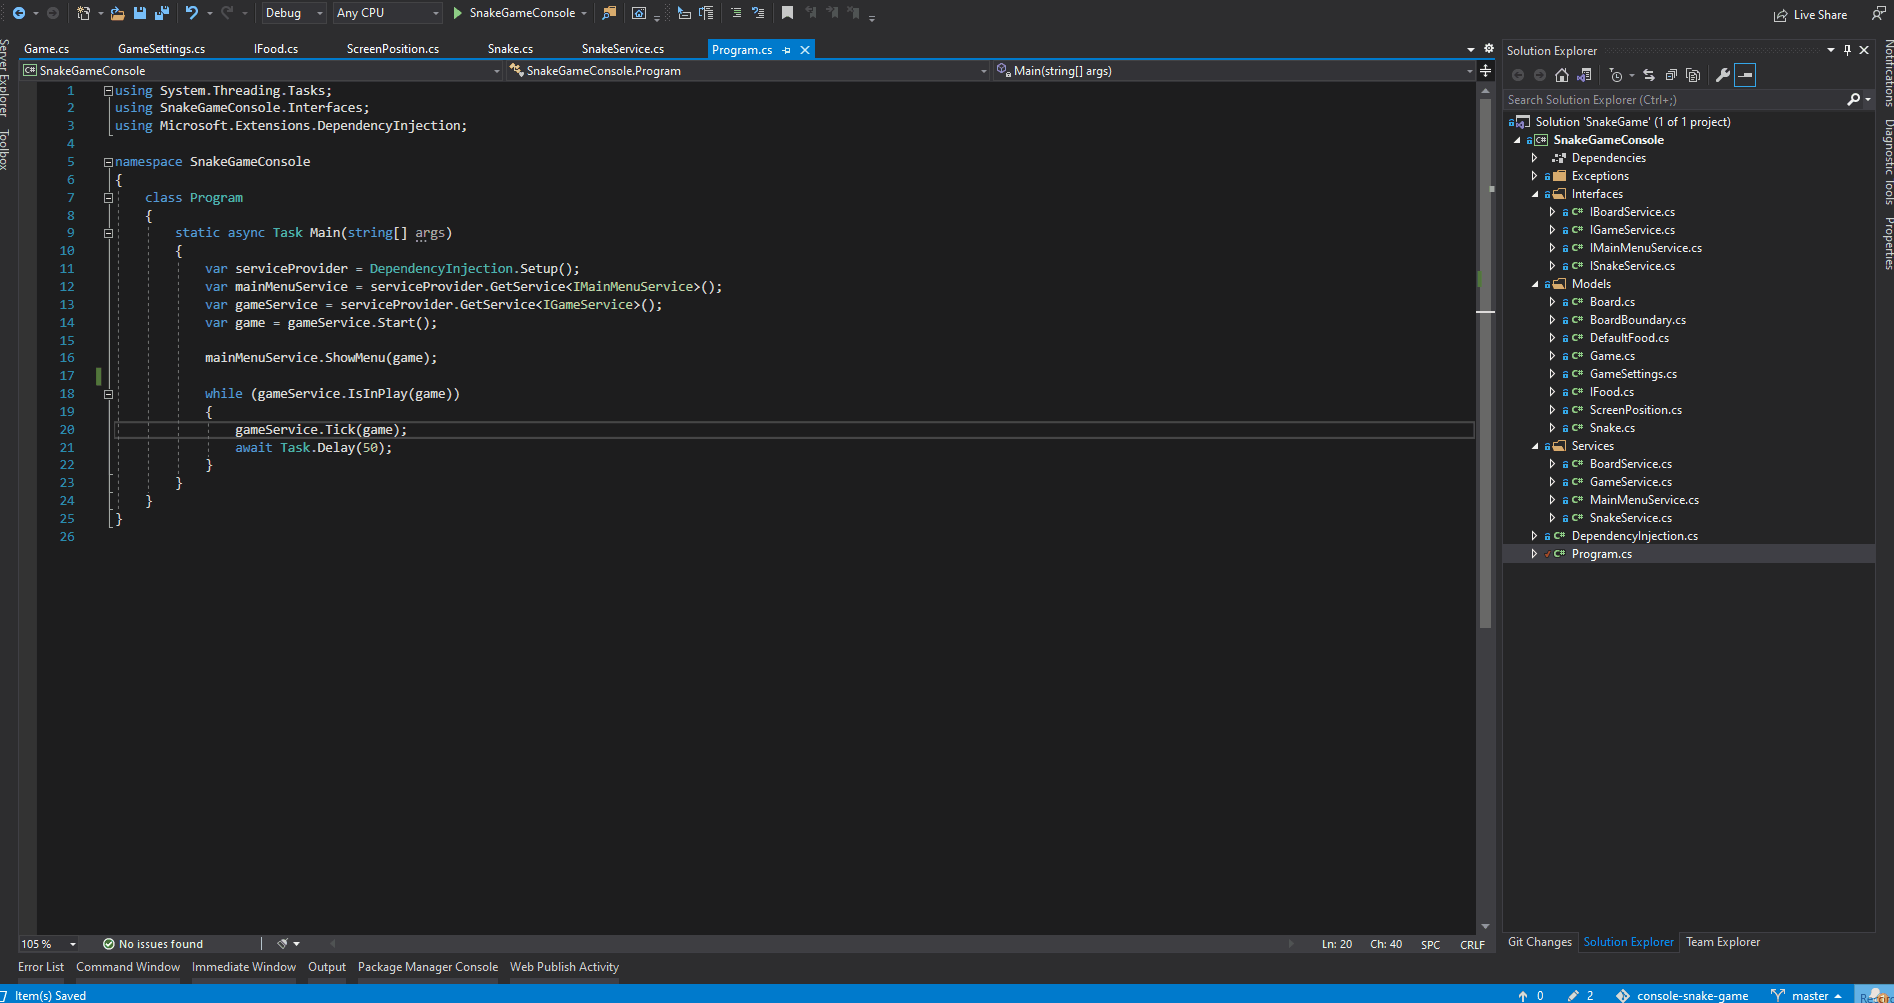 Debug Any CPU SnakeGameConsole Live Share
Game.cs GameSettings.cs IFood.cs ScreenPosition.cs Snake.cs SnakeService.cs Program.cs
SnakeGameConsole SnakeGameConsole.Program Main(string[] args)
1 using System.Threading.Tasks;
2 using SnakeGameConsole.Interfaces;
3 using Microsoft.Extensions.DependencyInjection;
4
5 namespace SnakeGameConsole
6 {
7 class Program
8 {
9 static async Task Main(string[] args)
10 {
11 var serviceProvider = DependencyInjection.Setup();
12 var mainMenuService = serviceProvider.GetService<IMainMenuService>();
13 var gameService = serviceProvider.GetService<IGameService>();
14 var game = gameService.Start();
15
16 mainMenuService.ShowMenu(game);
17
18 while (gameService.IsInPlay(game))
19 {
20 gameService.Tick(game);
21 await Task.Delay(50);
22 }
23 }
24 }
25 }
26
105 % No issues found Ln: 20 Ch: 40 SPC CRLF
Error List Command Window Immediate Window Output Package Manager Console Web Publish Activity
Item(s) Saved 0 2 console-snake-game master
Server Explorer
Toolbox
Solution Explorer
Search Solution Explorer (Ctrl+;)
Solution 'SnakeGame' (1 of 1 project)
SnakeGameConsole
Dependencies
Exceptions
Interfaces
C# IBoardService.cs
C# IGameService.cs
C# IMainMenuService.cs
C# ISnakeService.cs
Models
C# Board.cs
C# BoardBoundary.cs
C# DefaultFood.cs
C# Game.cs
C# GameSettings.cs
C# IFood.cs
C# ScreenPosition.cs
C# Snake.cs
Services
C# BoardService.cs
C# GameService.cs
C# MainMenuService.cs
C# SnakeService.cs
C# DependencyInjection.cs
C# Program.cs
Git Changes Solution Explorer Team Explorer
Notifications
Diagnostic Tools
Properties